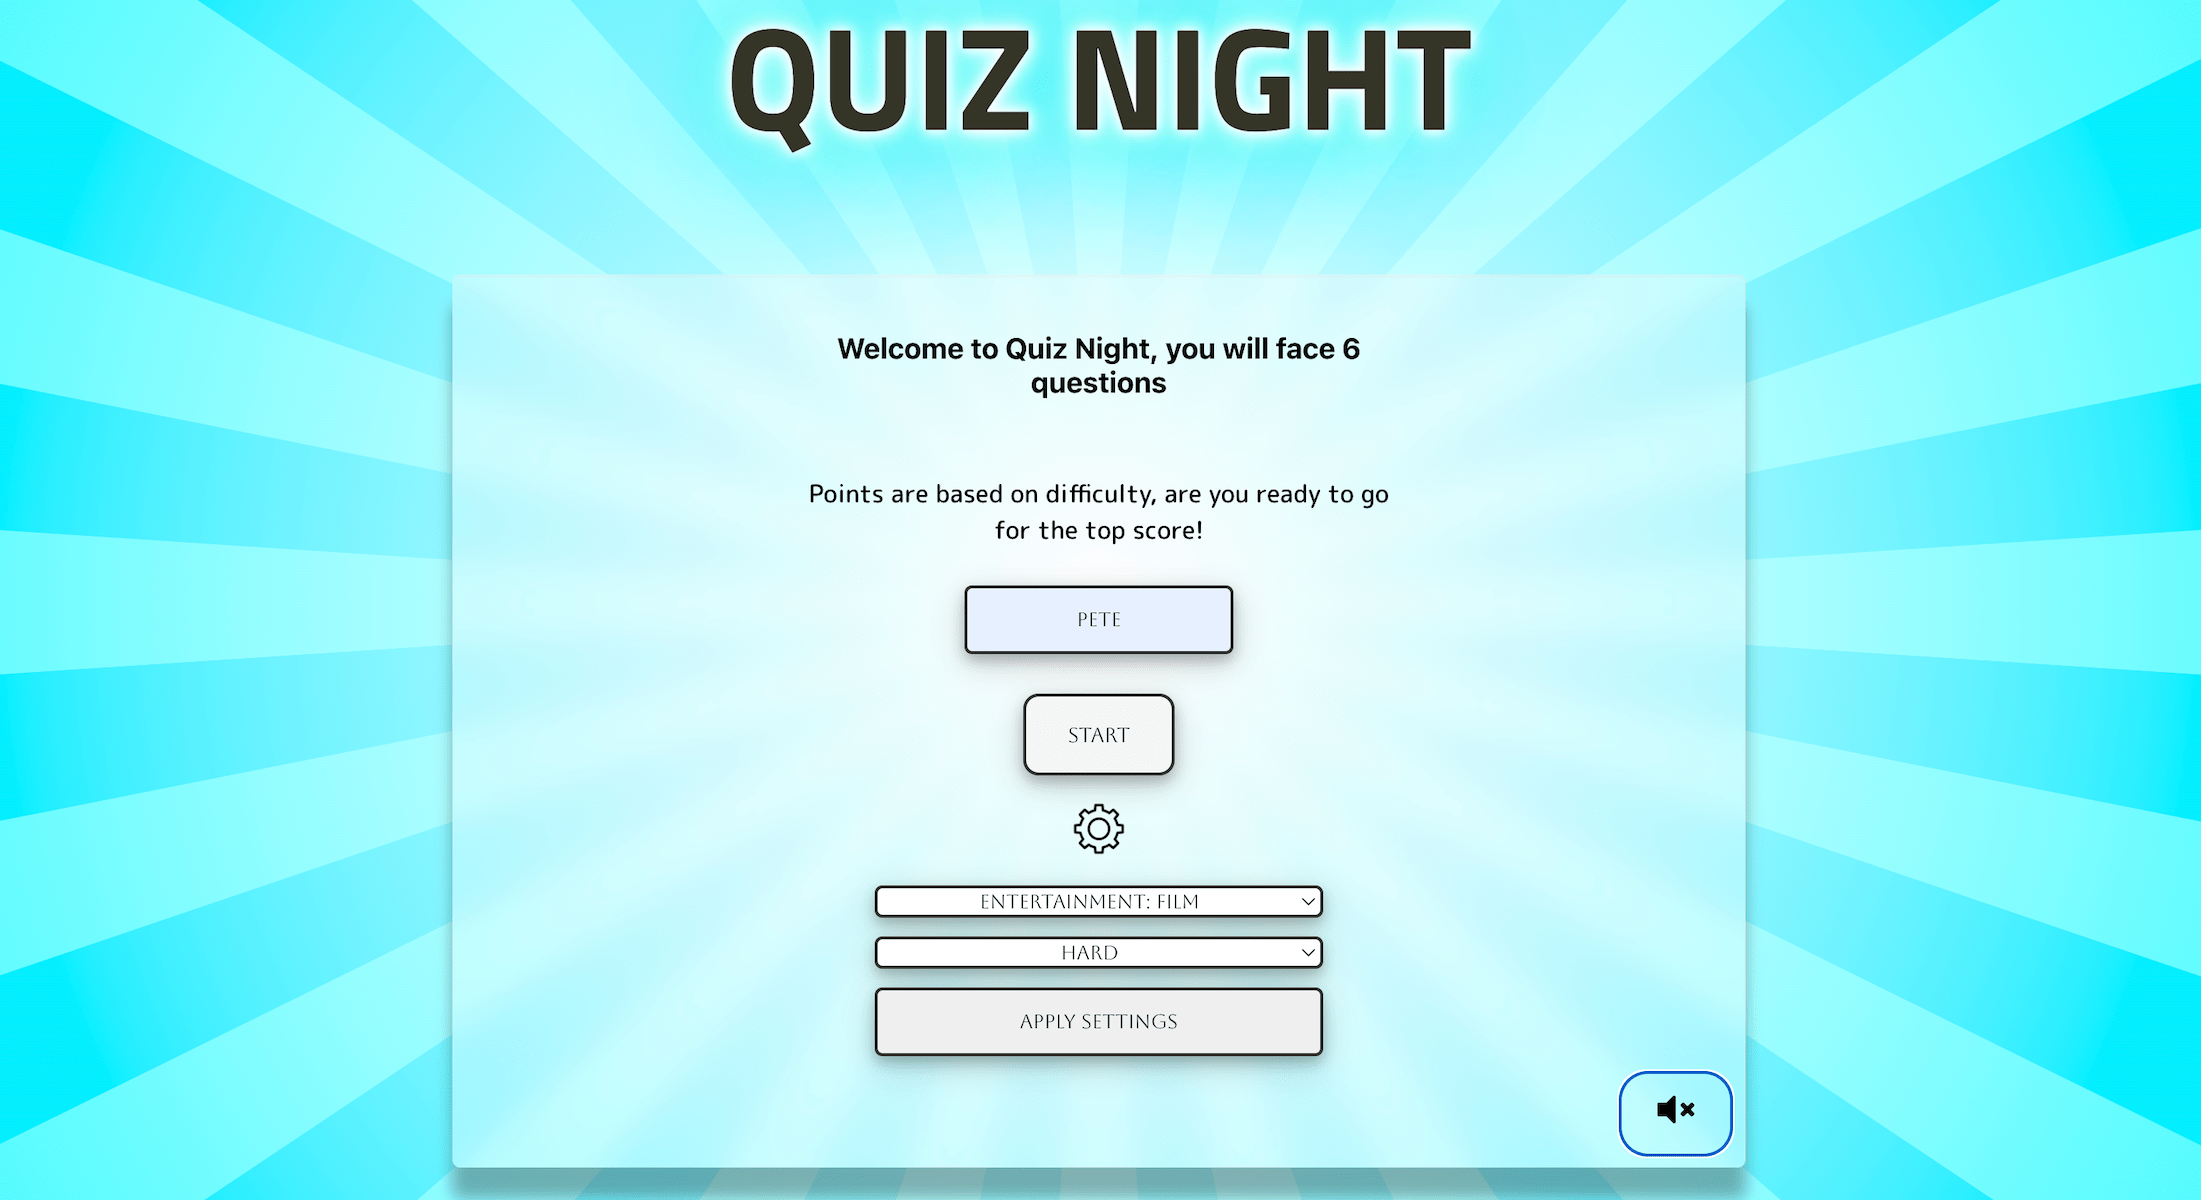 QUIZ NIGHT
Welcome to Quiz Night, you will face 6
questions
Points are based on difficulty, are you ready to go
for the top score!
PETE
START
ENTERTAINMENT: FILM
HARD
APPLY SETTINGS